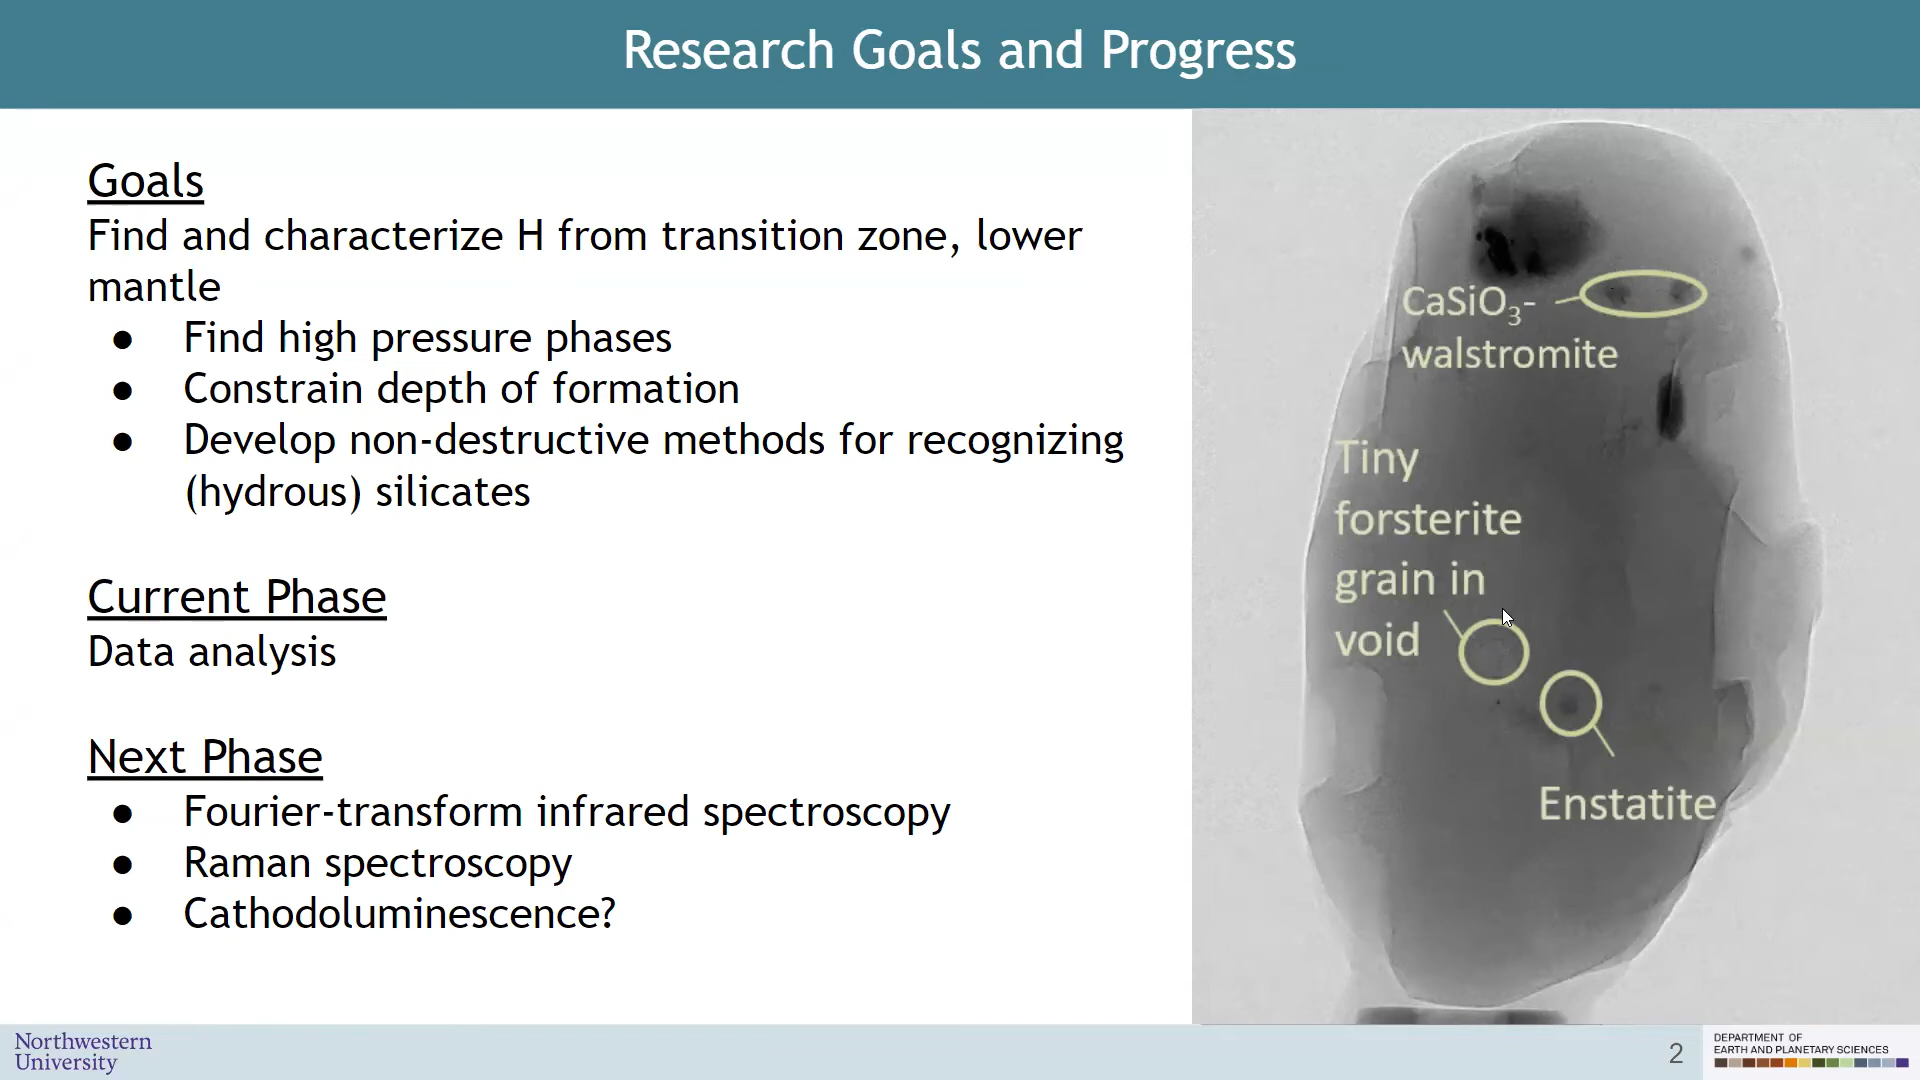 Research Goals and Progress
Goals
Find and characterize H from transition zone, lower
mantle
● Find high pressure phases
● Constrain depth of formation
● Develop non-destructive methods for recognizing
(hydrous) silicates
Current Phase
Data analysis
Next Phase
● Fourier-transform infrared spectroscopy
● Raman spectroscopy
● Cathodoluminescence?
CaSiO₃-
walstromite
Tiny
forsterite
grain in
void
Enstatite
Northwestern
University
2
DEPARTMENT OF
EARTH AND PLANETARY SCIENCES